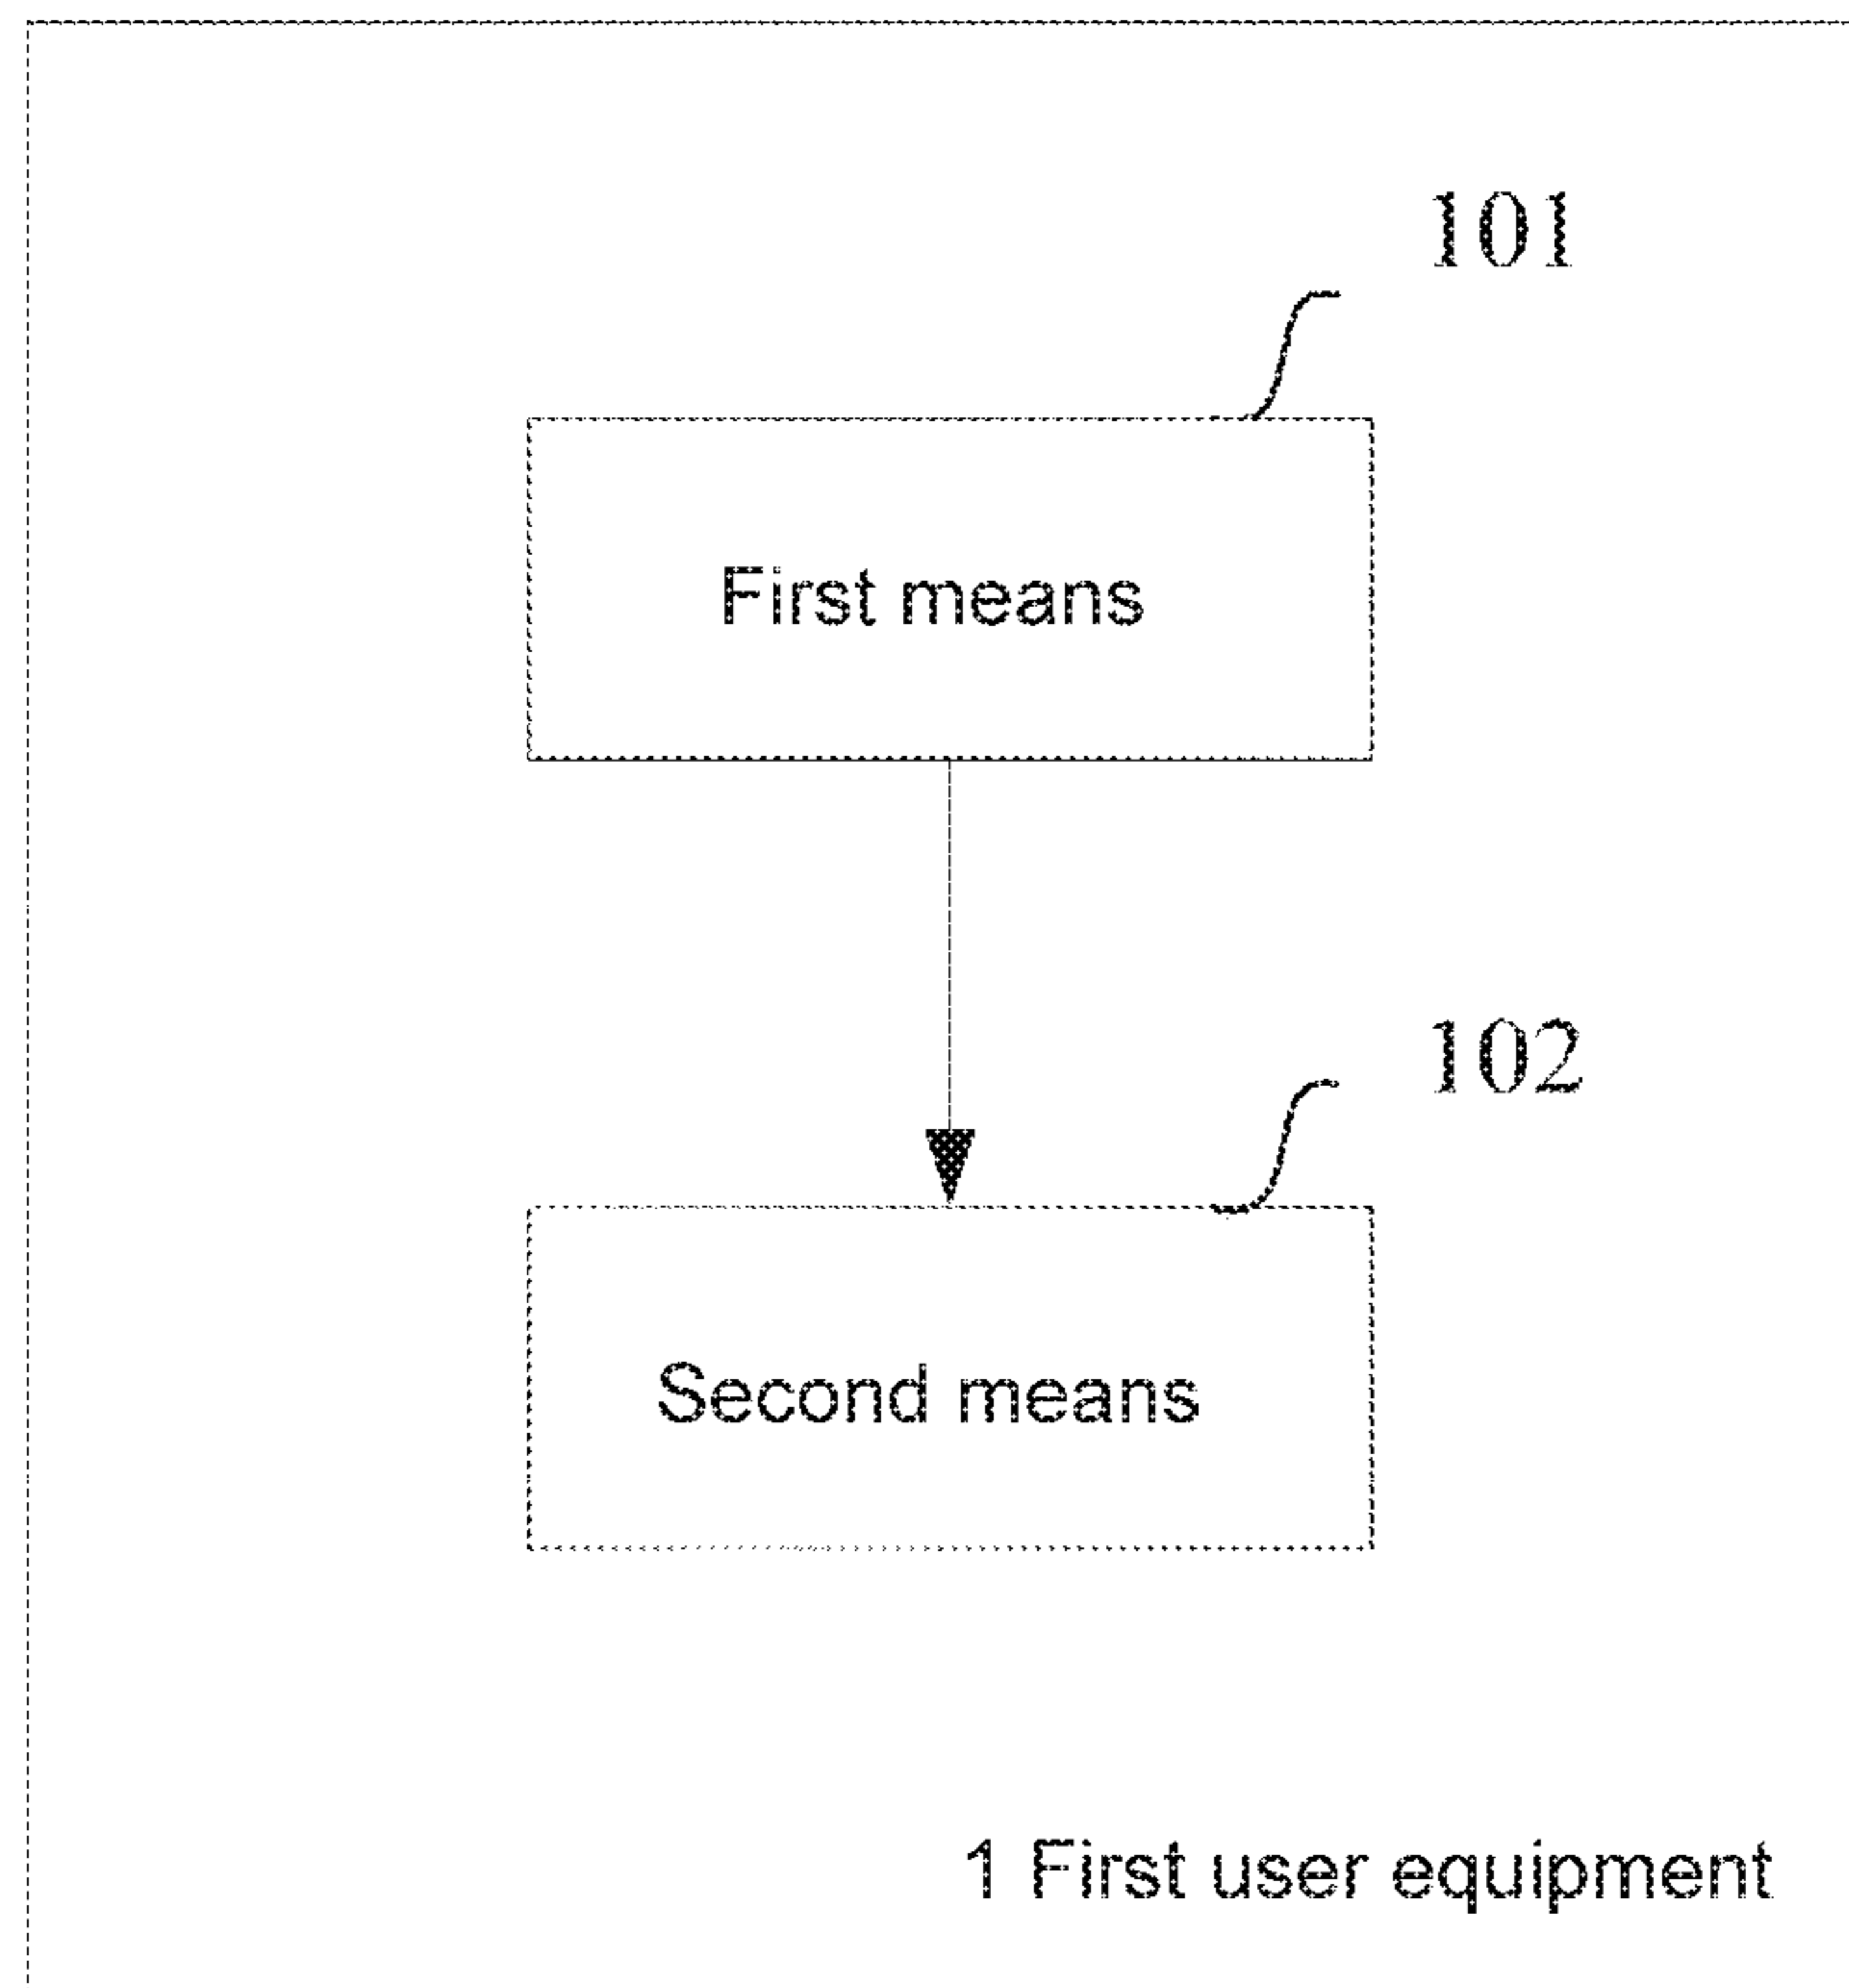 101
First means
102
Second means
1 First user equipment